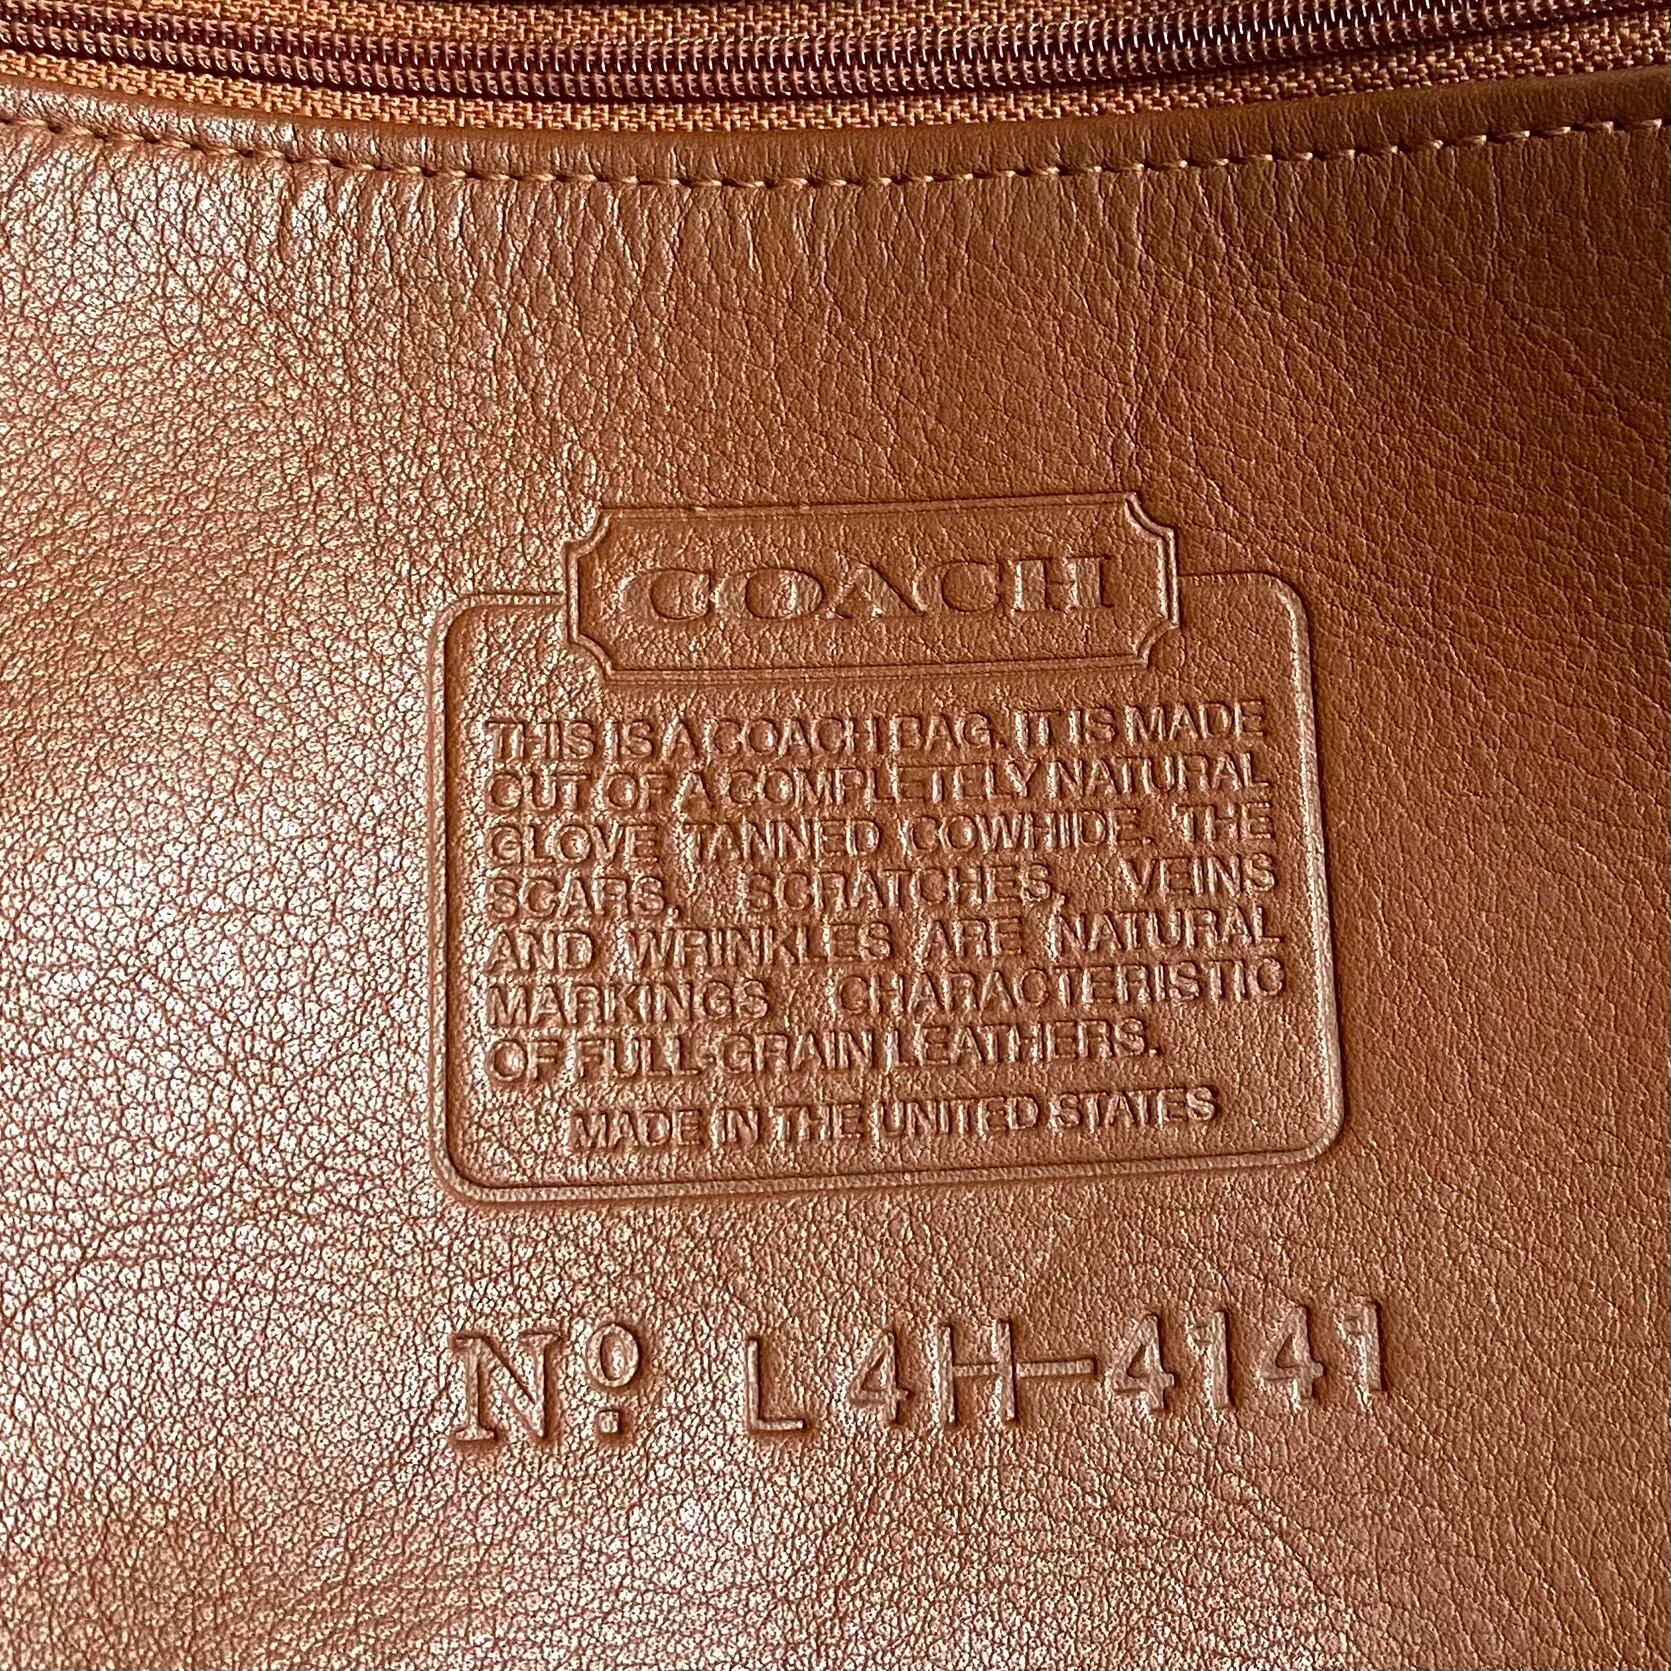 COACH
THIS IS A COACH BAG. IT IS MADE
OUT OF A COMPLETELY NATURAL
GLOVE TANNED COWHIDE. THE
SCARS, SCRATCHES, VEINS
AND WRINKLES ARE NATURAL
MARKINGS CHARACTERISTIC
OF FULL-GRAIN LEATHERS.
MADE IN THE UNITED STATES
Nº L4H-4141